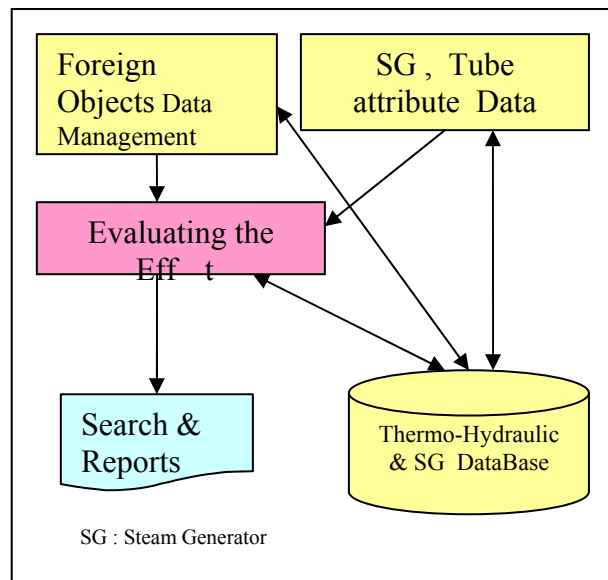 Foreign
Objects Data
Management
SG , Tube
attribute Data
Evaluating the
Search &
Reports
Thermo-Hydraulic
& SG DataBase
SG : Steam Generator